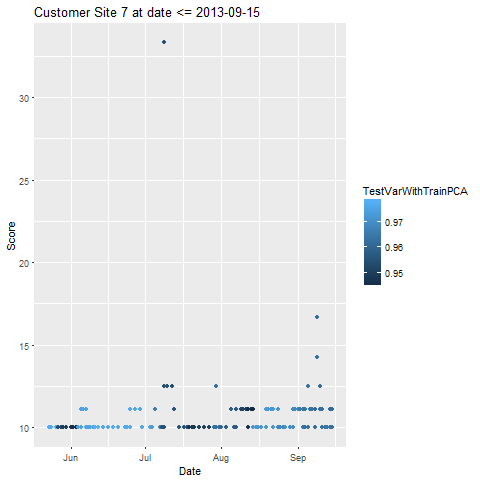 Customer Site 7 at date <= 2013-09-15
Score
30
25
20
15
10
Jun
Jul
Aug
Sep
Date
TestVarWithTrainPCA
0.97
0.96
0.95